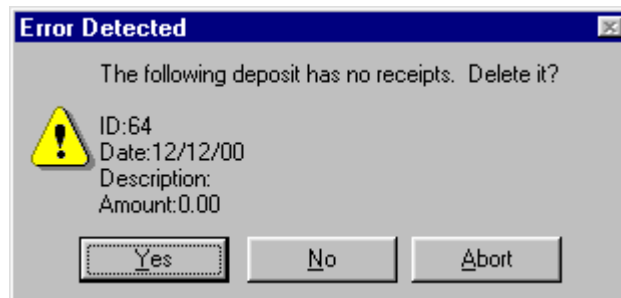 Error Detected
The following deposit has no receipts.  Delete it?
ID:64
Date:12/12/00
Description:
Amount:0.00
Yes No Abort